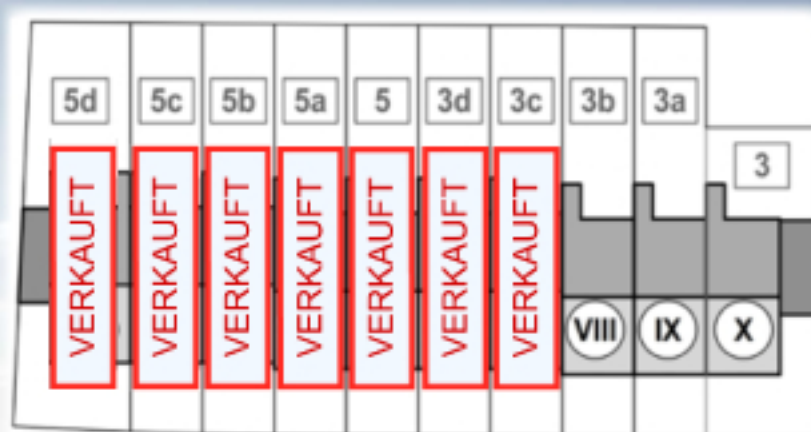 5d 5c 5b 5a 5 3d 3c 3b 3a
3
VERKAUFT VERKAUFT VERKAUFT VERKAUFT VERKAUFT VERKAUFT VERKAUFT
VIII IX X